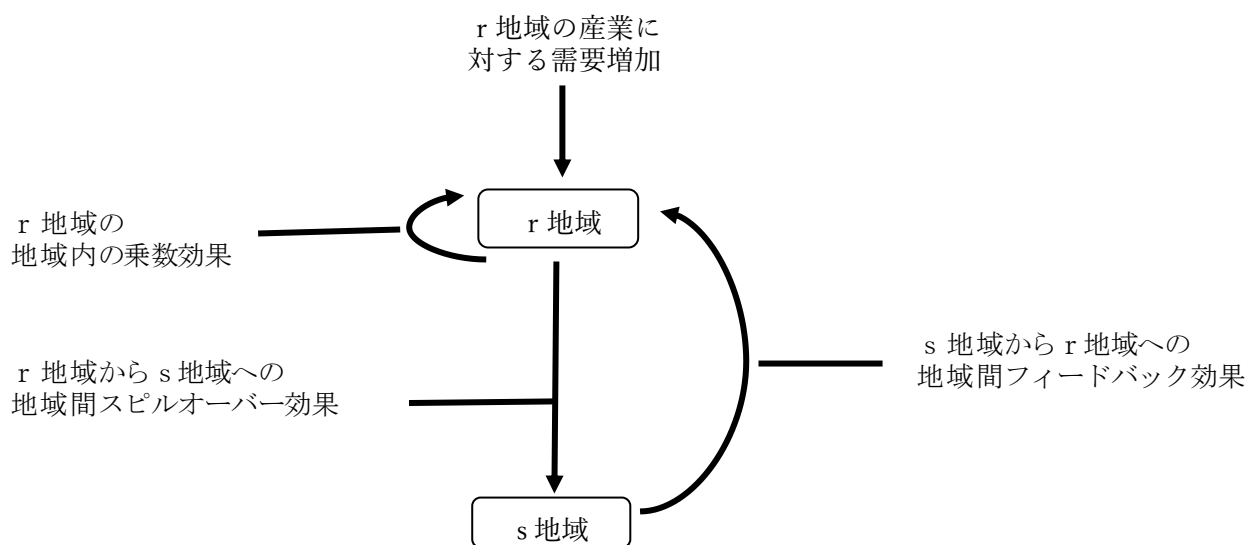 r 地域の産業に
対する需要増加
r 地域
r 地域の
地域内の乗数効果
r 地域から s 地域への
地域間スピルオーバー効果
s 地域から r 地域への
地域間フィードバック効果
s 地域